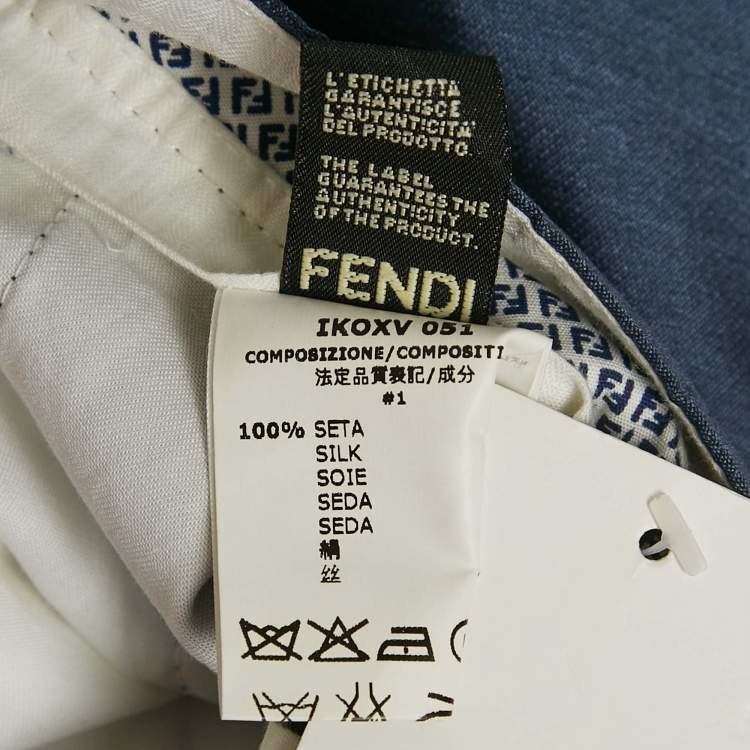 L'ETICHETTA
GARANTISCE
L'AUTENTICITA'
DEL PRODOTTO.
THE LABEL
GUARANTEES THE
AUTHENTICITY
OF THE PRODUCT.
FENDI
IKOXV 051
COMPOSIZIONE/COMPOSITI
法定品質表記/成分
#1
100% SETA
SILK
SOIE
SEDA
SEDA
絹
丝